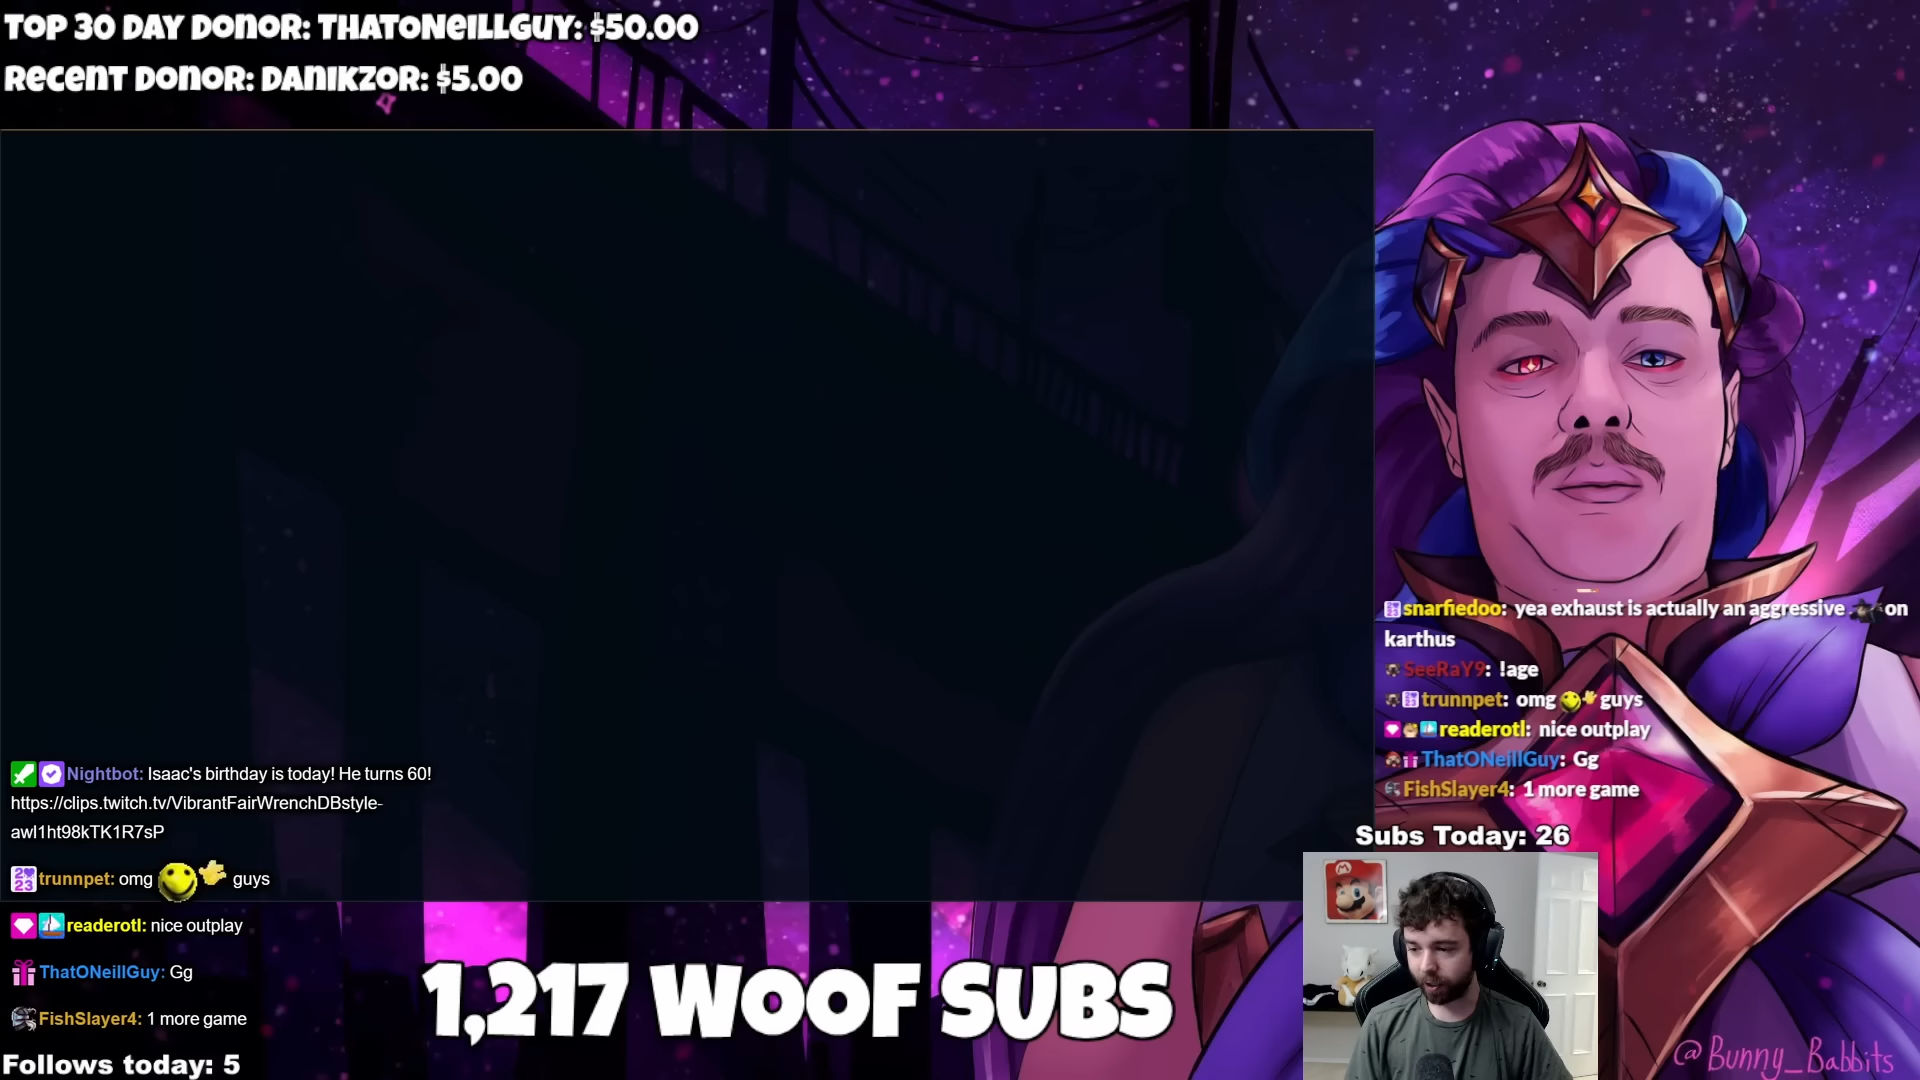 TOP 30 DAY DONOR: THATONEILLGUY: $50.00
RECENT DONOR: DANIKZOR: $5.00
snarfiedoo: yea exhaust is actually an aggressive on
karthus
SeeRaY9: !age
trunnpet: omg guys
readerotl: nice outplay
ThatONeillGuy: Gg
FishSlayer4: 1 more game
Subs Today: 26
Nightbot: Isaac's birthday is today! He turns 60!
https://clips.twitch.tv/VibrantFairWrenchDBstyle-
awl1ht98kTK1R7sP
trunnpet: omg guys
readerotl: nice outplay
ThatONeillGuy: Gg
FishSlayer4: 1 more game
Follows today: 5
1,217 WOOF SUBS
@Bunny_Babbits